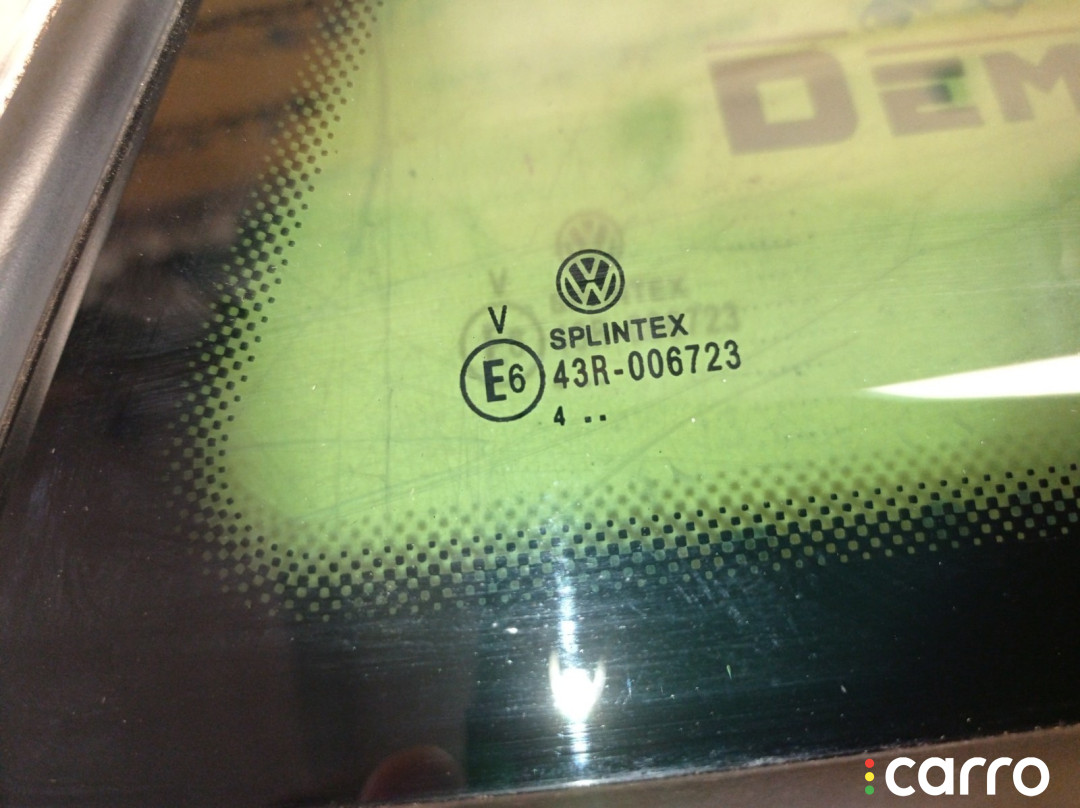 DEM
V
SPLINTEX
E6 43R-006723
4 ..
carro